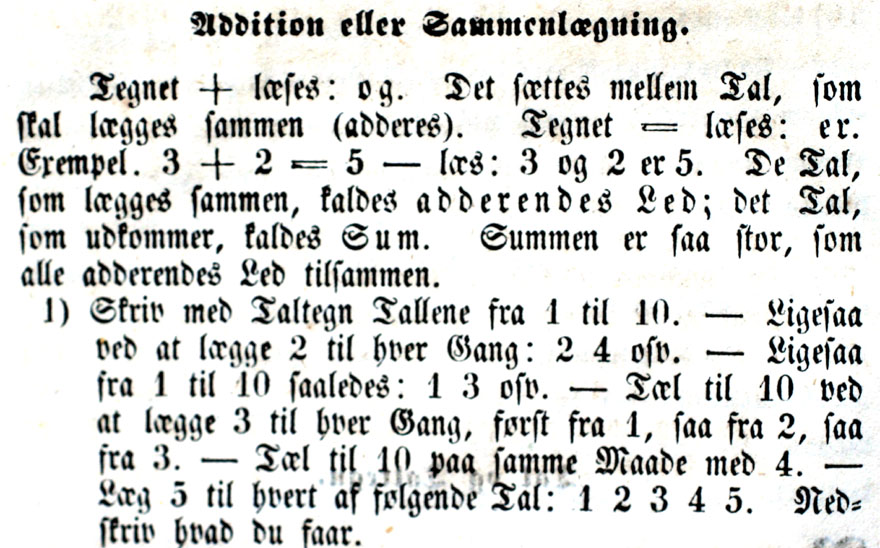 Addition eller Sammenlægning.
Tegnet + læses: og. Det sættes mellem Tal, som
skal lægges sammen (adderes). Tegnet = læses: er.
Exempel. 3 + 2 = 5 — læs: 3 og 2 er 5. De Tal,
som lægges sammen, kaldes adderendes Led; det Tal,
som udkommer, kaldes Sum. Summen er saa stor, som
alle adderendes Led tilsammen.
1) Skriv med Taltegn Tallene fra 1 til 10. — Ligesaa
ved at lægge 2 til hver Gang: 2 4 osv. — Ligesaa
fra 1 til 10 saaledes: 1 3 osv. — Tæl til 10 ved
at lægge 3 til hver Gang, først fra 1, saa fra 2, saa
fra 3. — Tæl til 10 paa samme Maade med 4. —
Læg 5 til hvert af følgende Tal: 1 2 3 4 5. Ned-
skriv hvad du faar.